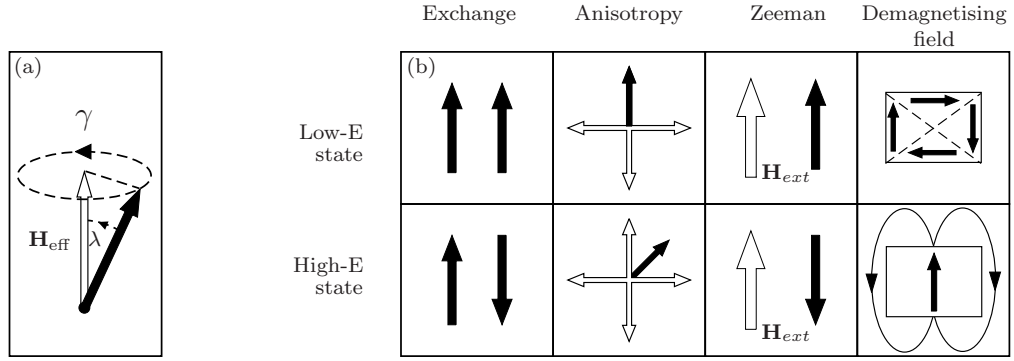 Exchange
Anisotropy
Zeeman
Demagnetising
field
(a)
γ
H_eff
λ
(b)
Low-E
state
H_ext
High-E
state
H_ext